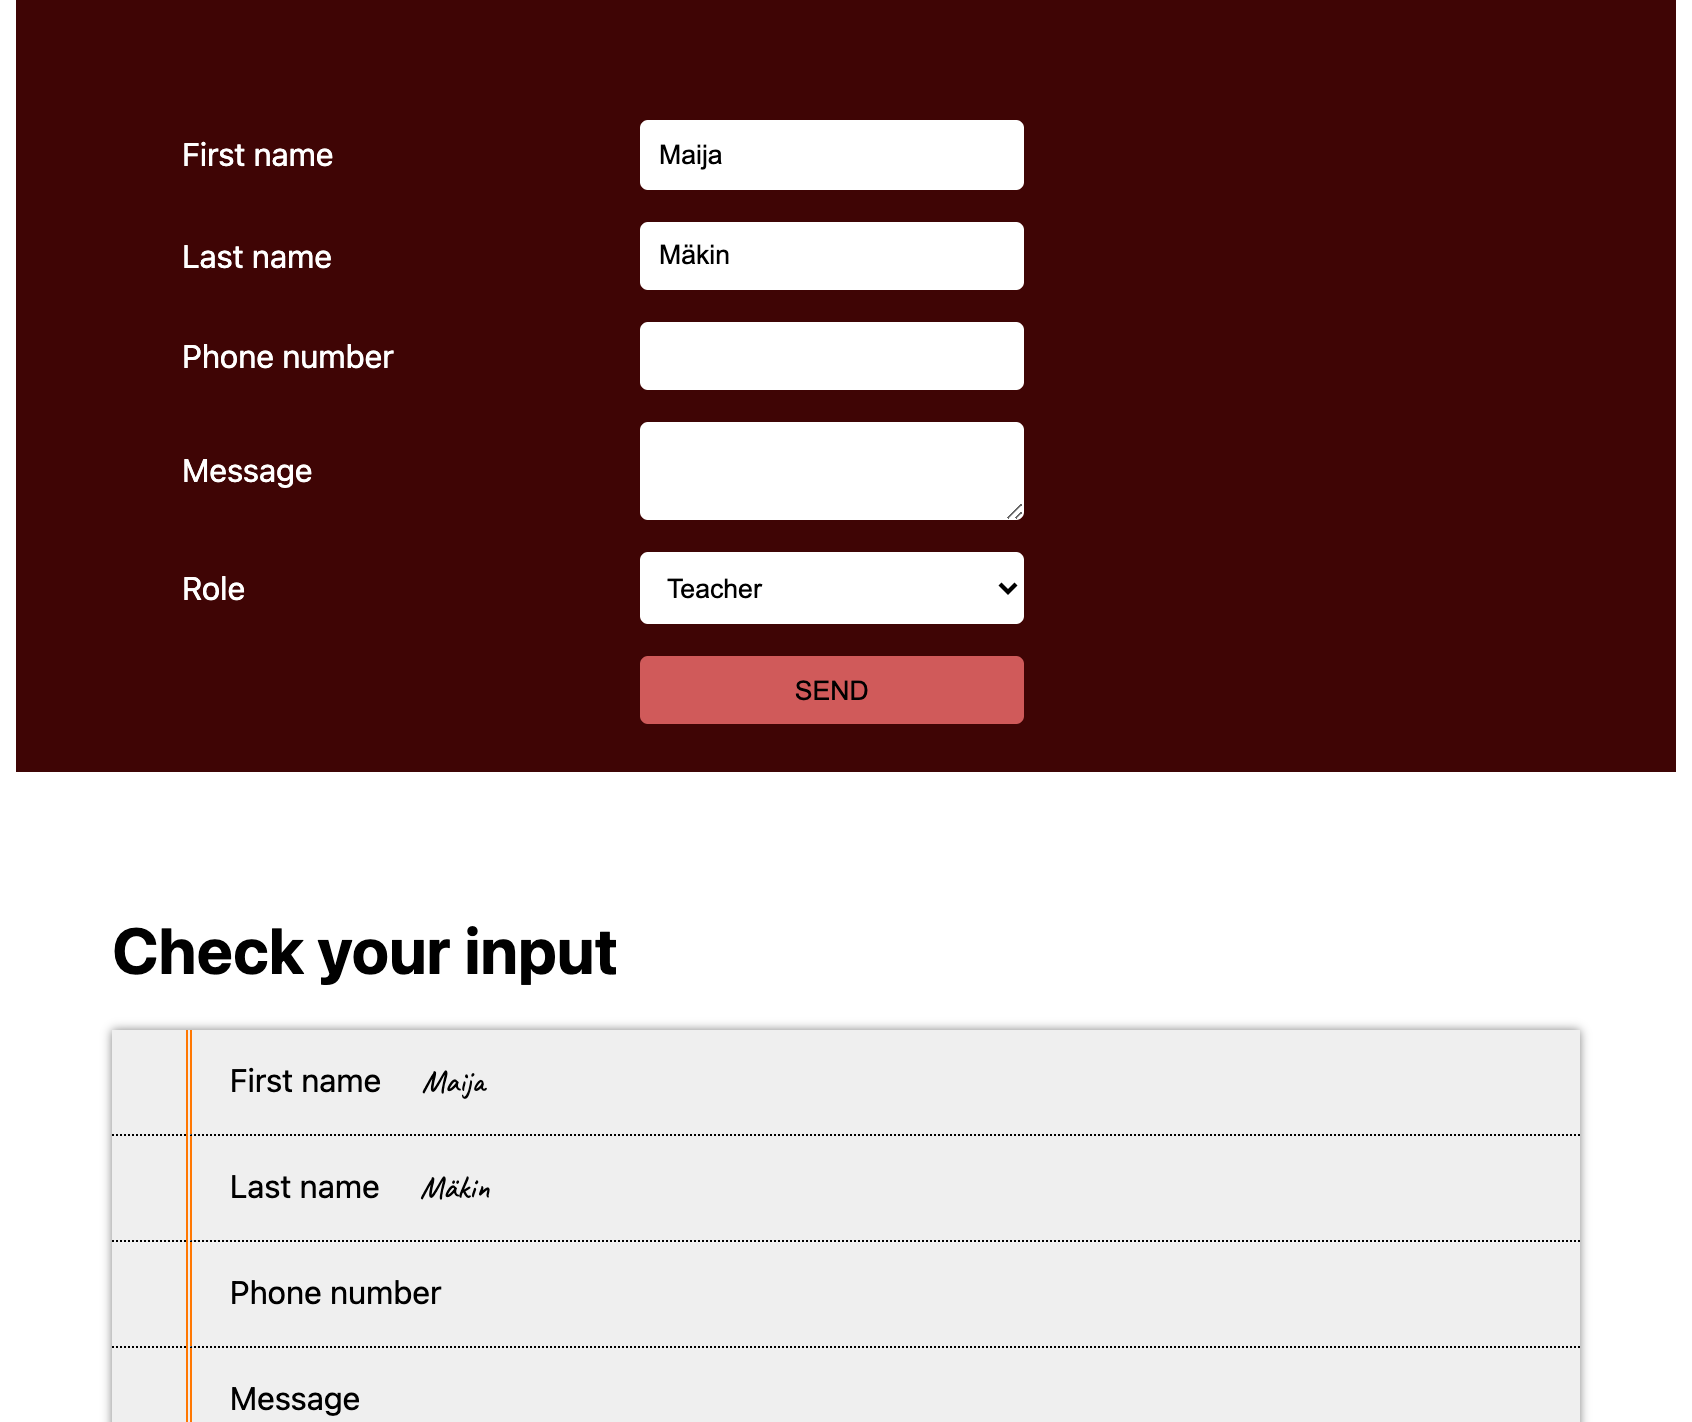 First name Maija
Last name Mäkin
Phone number
Message
Role Teacher
SEND
Check your input
First name Maija
Last name Mäkin
Phone number
Message